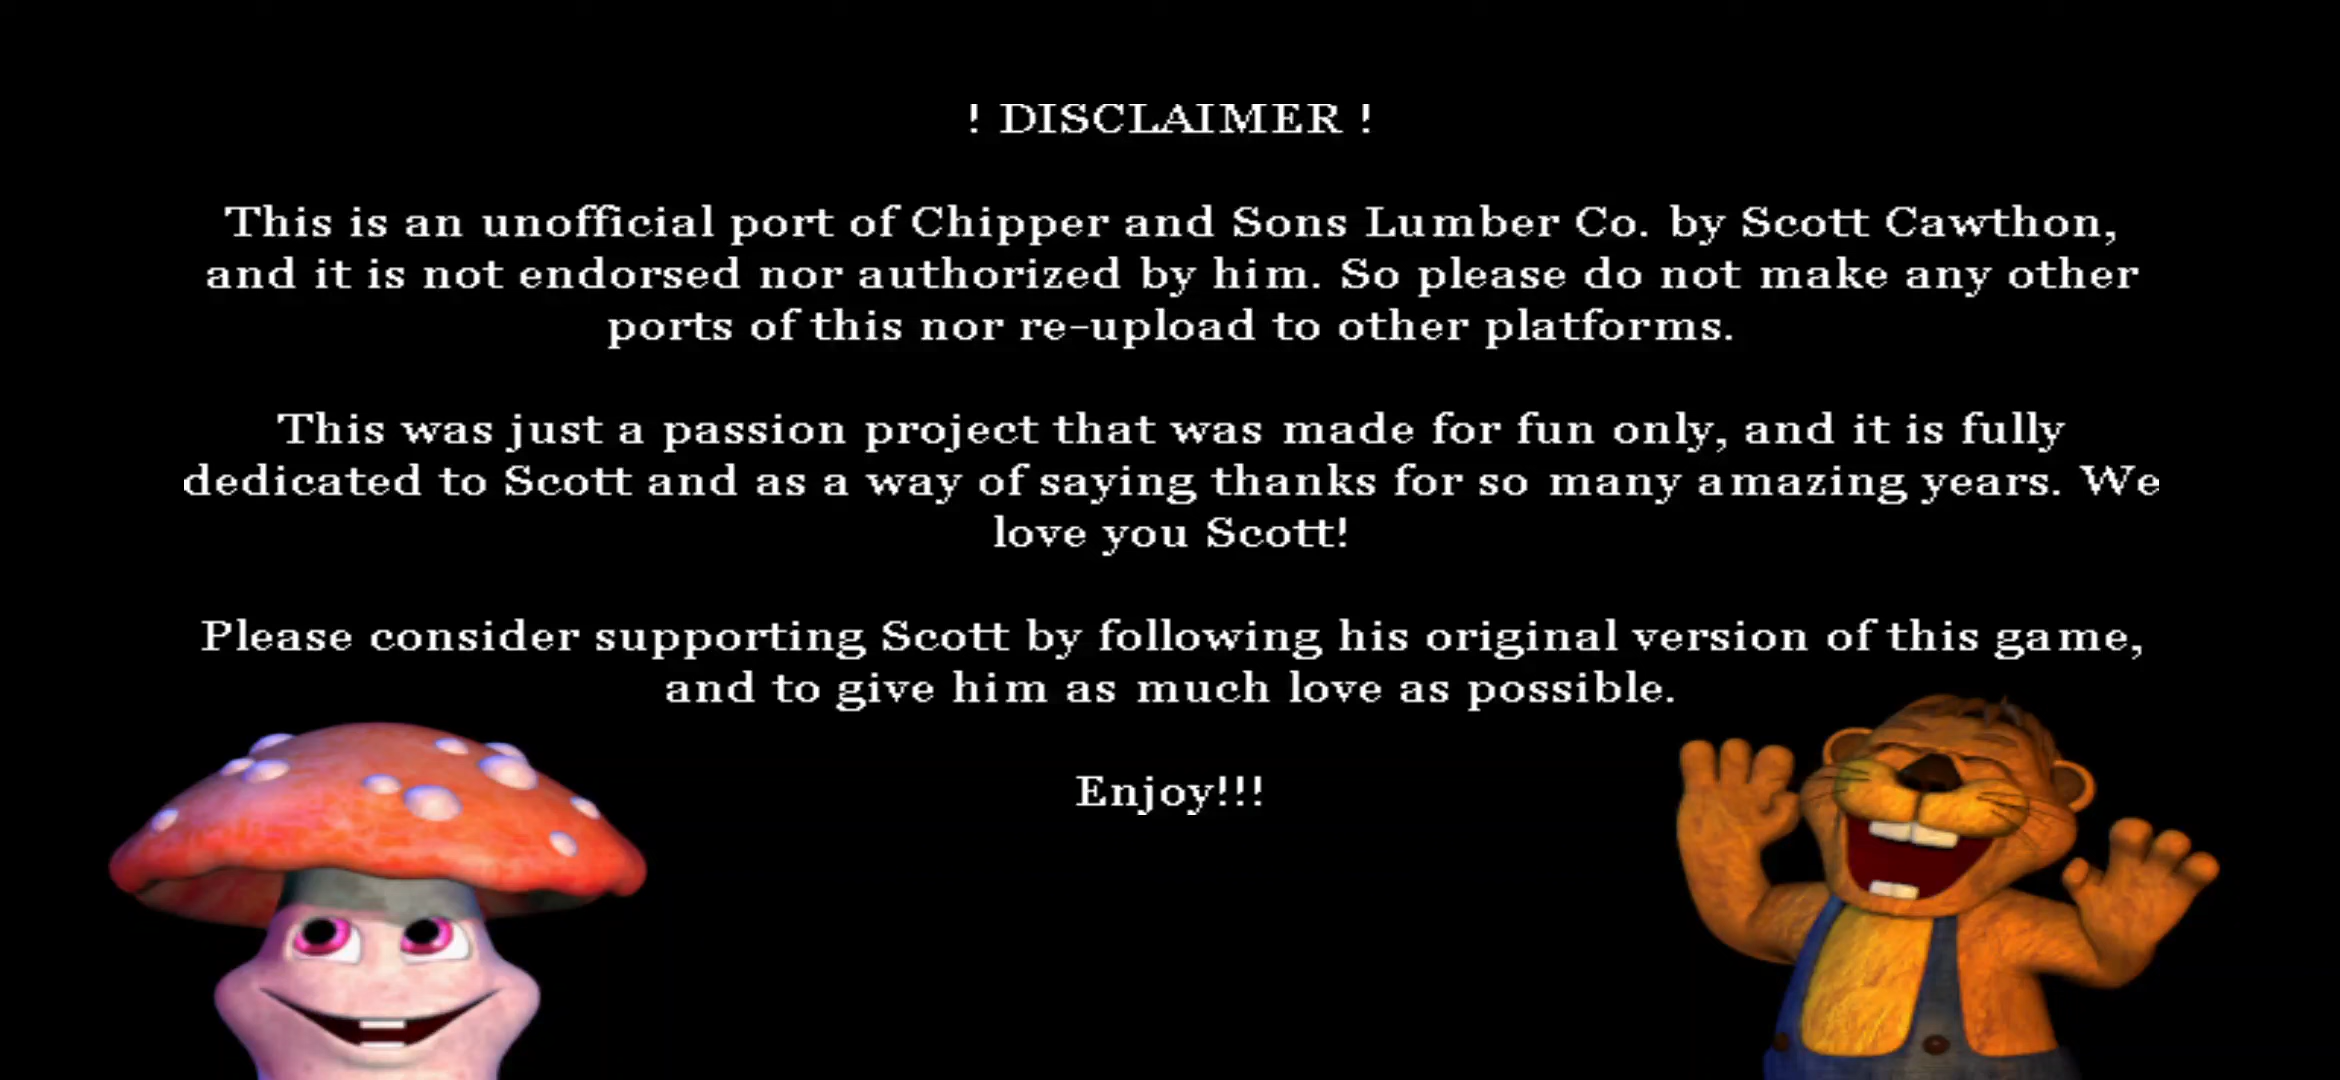 ! DISCLAIMER !
This is an unofficial port of Chipper and Sons Lumber Co. by Scott Cawthon,
and it is not endorsed nor authorized by him. So please do not make any other
ports of this nor re-upload to other platforms.
This was just a passion project that was made for fun only, and it is fully
dedicated to Scott and as a way of saying thanks for so many amazing years. We
love you Scott!
Please consider supporting Scott by following his original version of this game,
and to give him as much love as possible.
Enjoy!!!